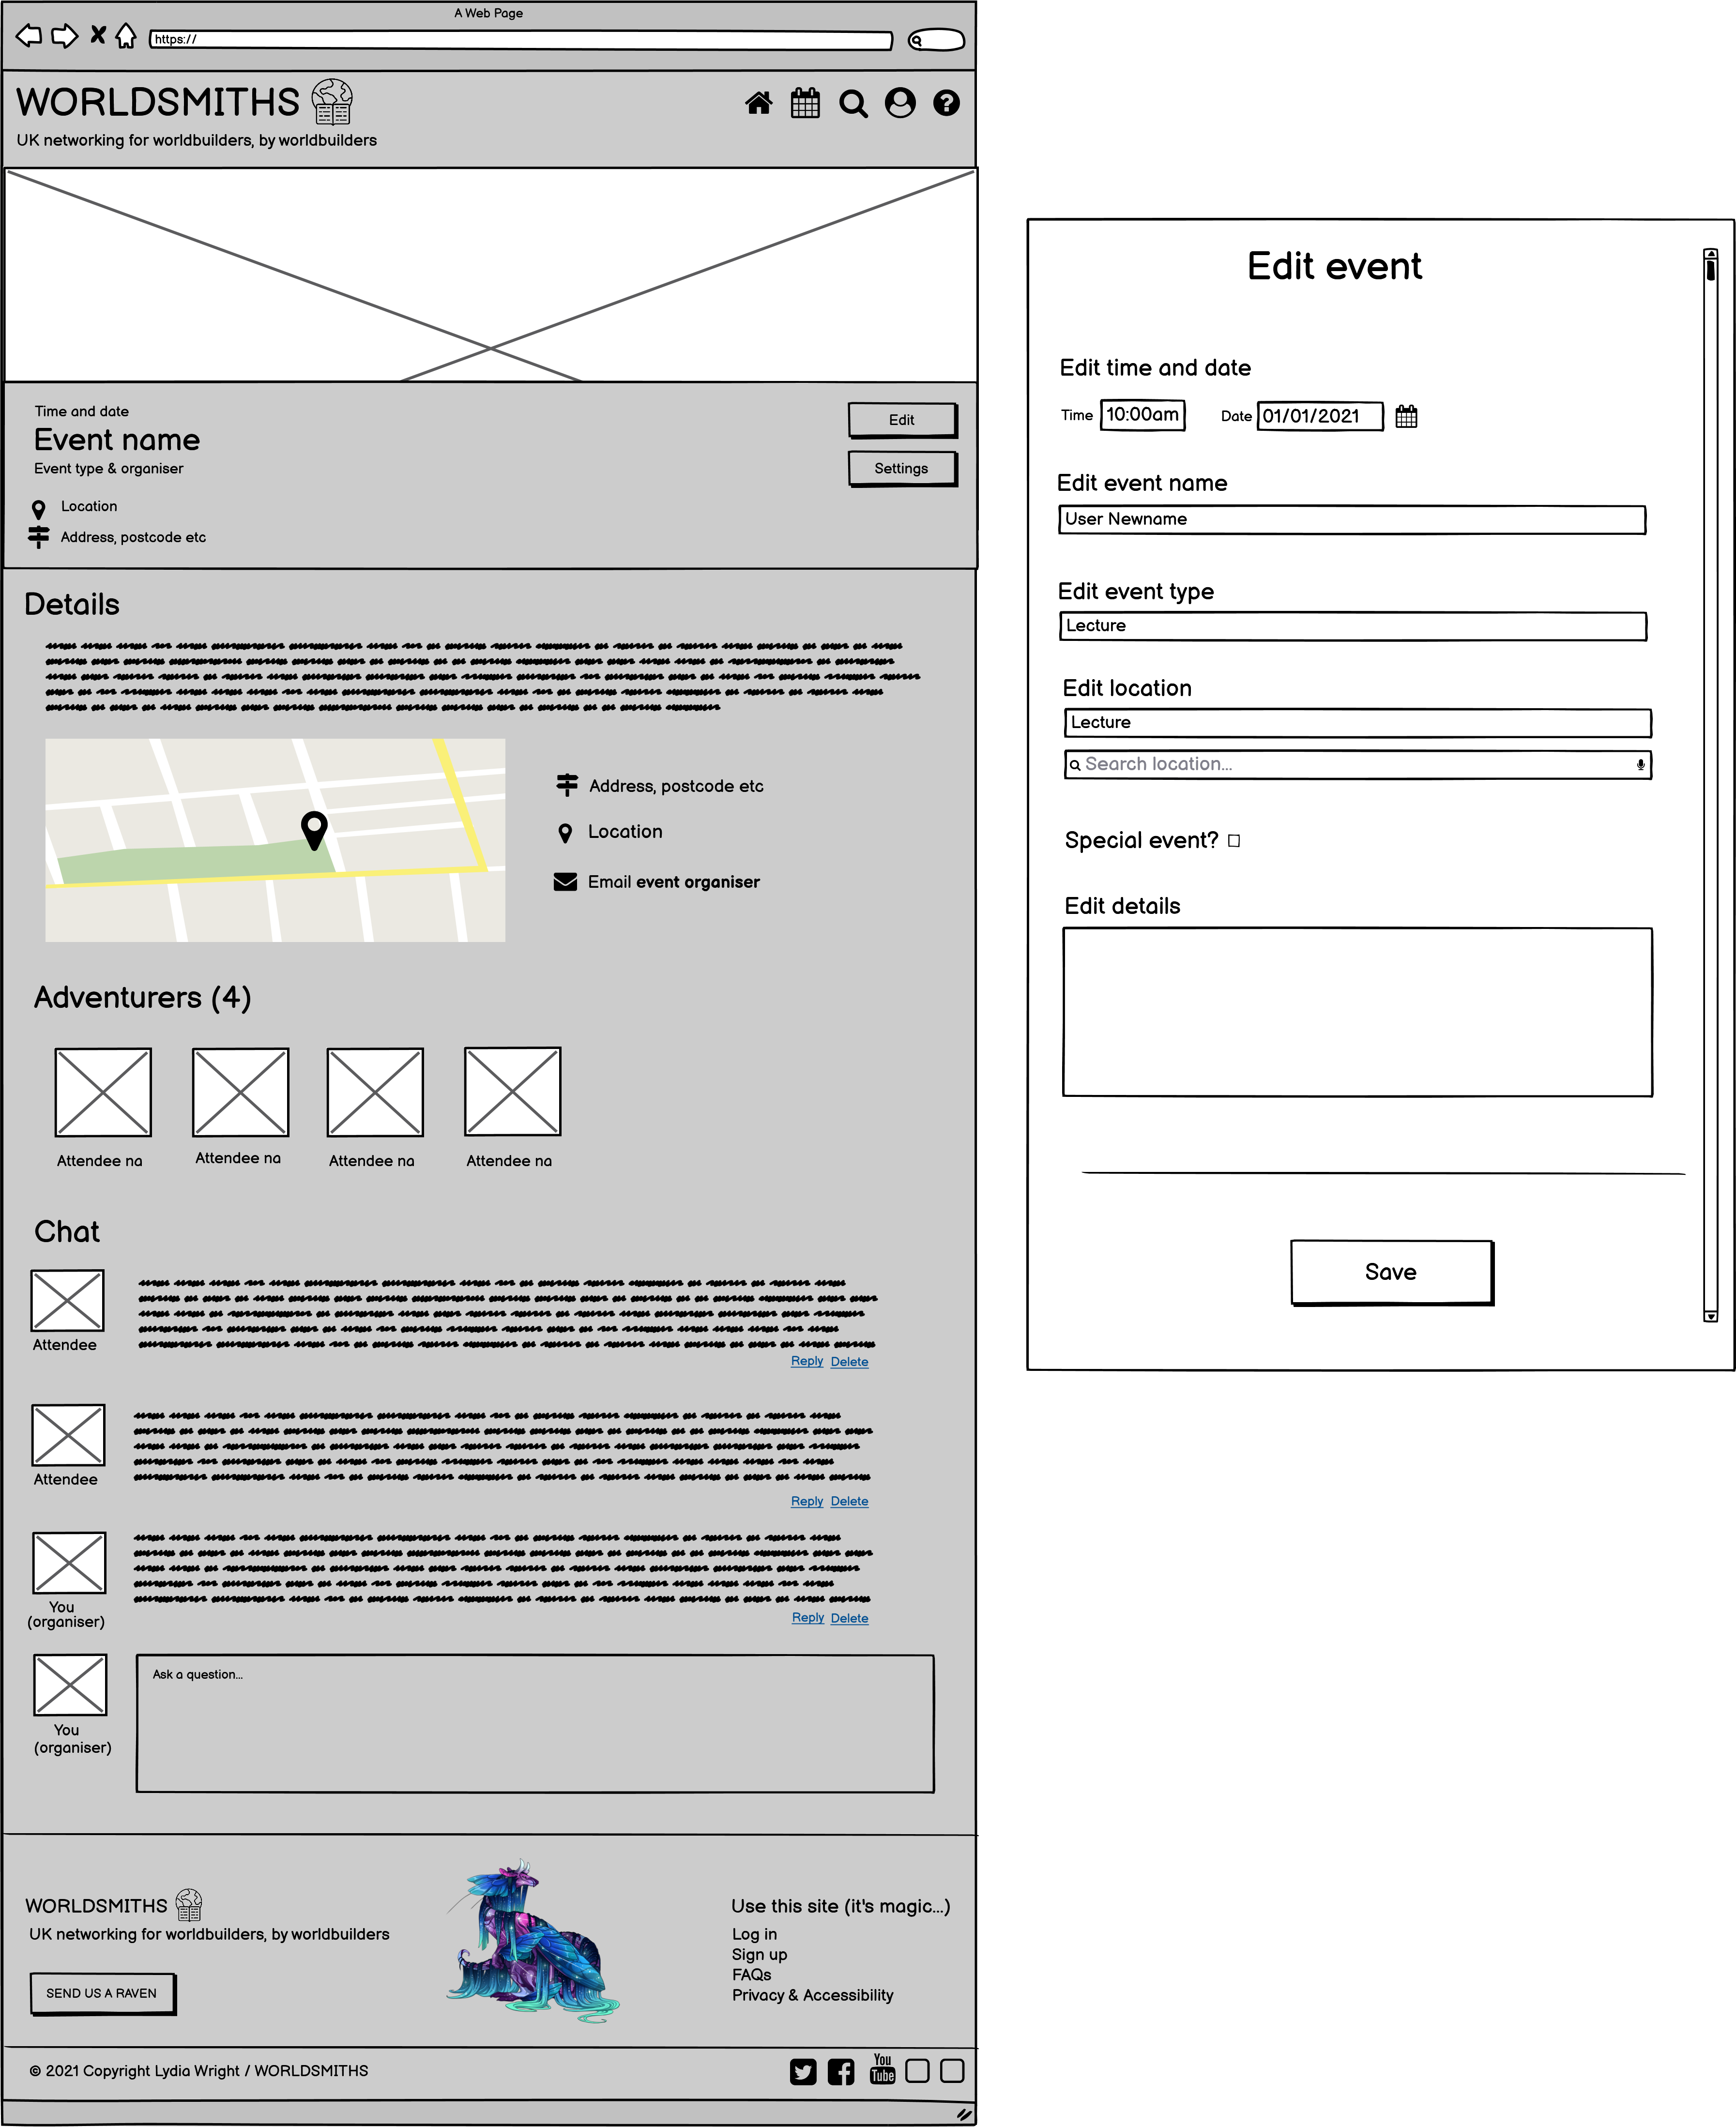 A Web Page
https://
WORLDSMITHS
UK networking for worldbuilders, by worldbuilders
Time and date
Event name
Event type & organiser
Location
Address, postcode etc
Edit
Settings
Details
Address, postcode etc
Location
Email event organiser
Adventurers (4)
Attendee na
Attendee na
Attendee na
Attendee na
Chat
Attendee
Reply Delete
Attendee
Reply Delete
You
(organiser)
Reply Delete
You
(organiser)
Ask a question...
WORLDSMITHS
UK networking for worldbuilders, by worldbuilders
SEND US A RAVEN
Use this site (it's magic...)
Log in
Sign up
FAQs
Privacy & Accessibility
© 2021 Copyright Lydia Wright / WORLDSMITHS
You
Tube
Edit event
Edit time and date
Time 10:00am Date 01/01/2021
Edit event name
User Newname
Edit event type
Lecture
Edit location
Lecture
Search location...
Special event?
Edit details
Save